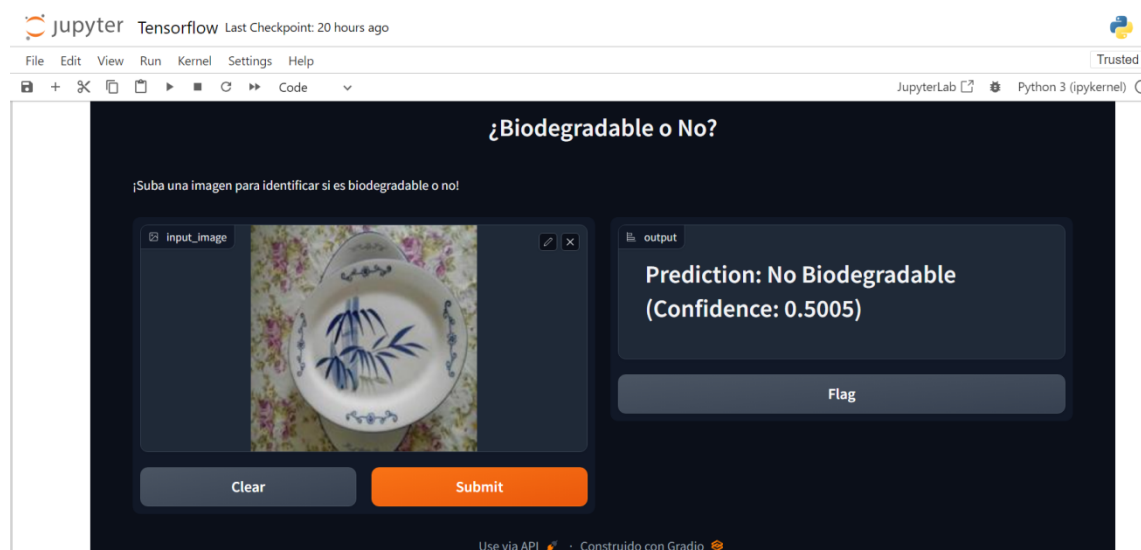 jupyter Tensorflow Last Checkpoint: 20 hours ago
File Edit View Run Kernel Settings Help
Trusted
Code
JupyterLab
Python 3 (ipykernel)
¿Biodegradable o No?
¡Suba una imagen para identificar si es biodegradable o no!
input_image
output
Prediction: No Biodegradable
(Confidence: 0.5005)
Flag
Clear
Submit
Use via API · Construido con Gradio